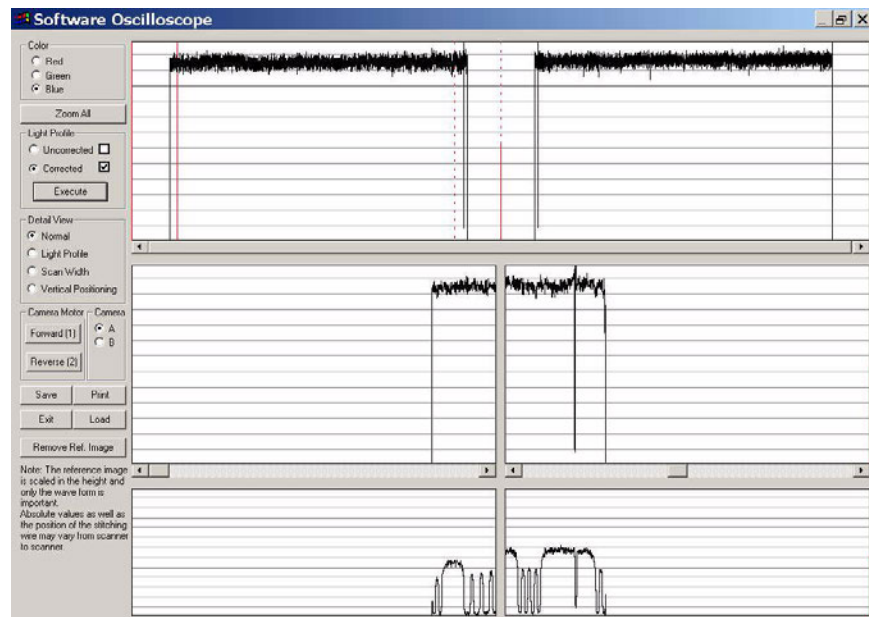 Software Oscilloscope
Color
Red
Green
Blue
Zoom All
Light Profile
Uncorrected
Corrected
Execute
Detail View
Normal
Light Profile
Scan Width
Vertical Positioning
Camera Motor
Camera
Forward (1)
A
B
Reverse (2)
Save
Print
Exit
Load
Remove Ref. Image
Note: The reference image
is scaled in the height and
only the wave form is
important.
Absolute values as well as
the position of the stitching
wire may vary from scanner
to scanner